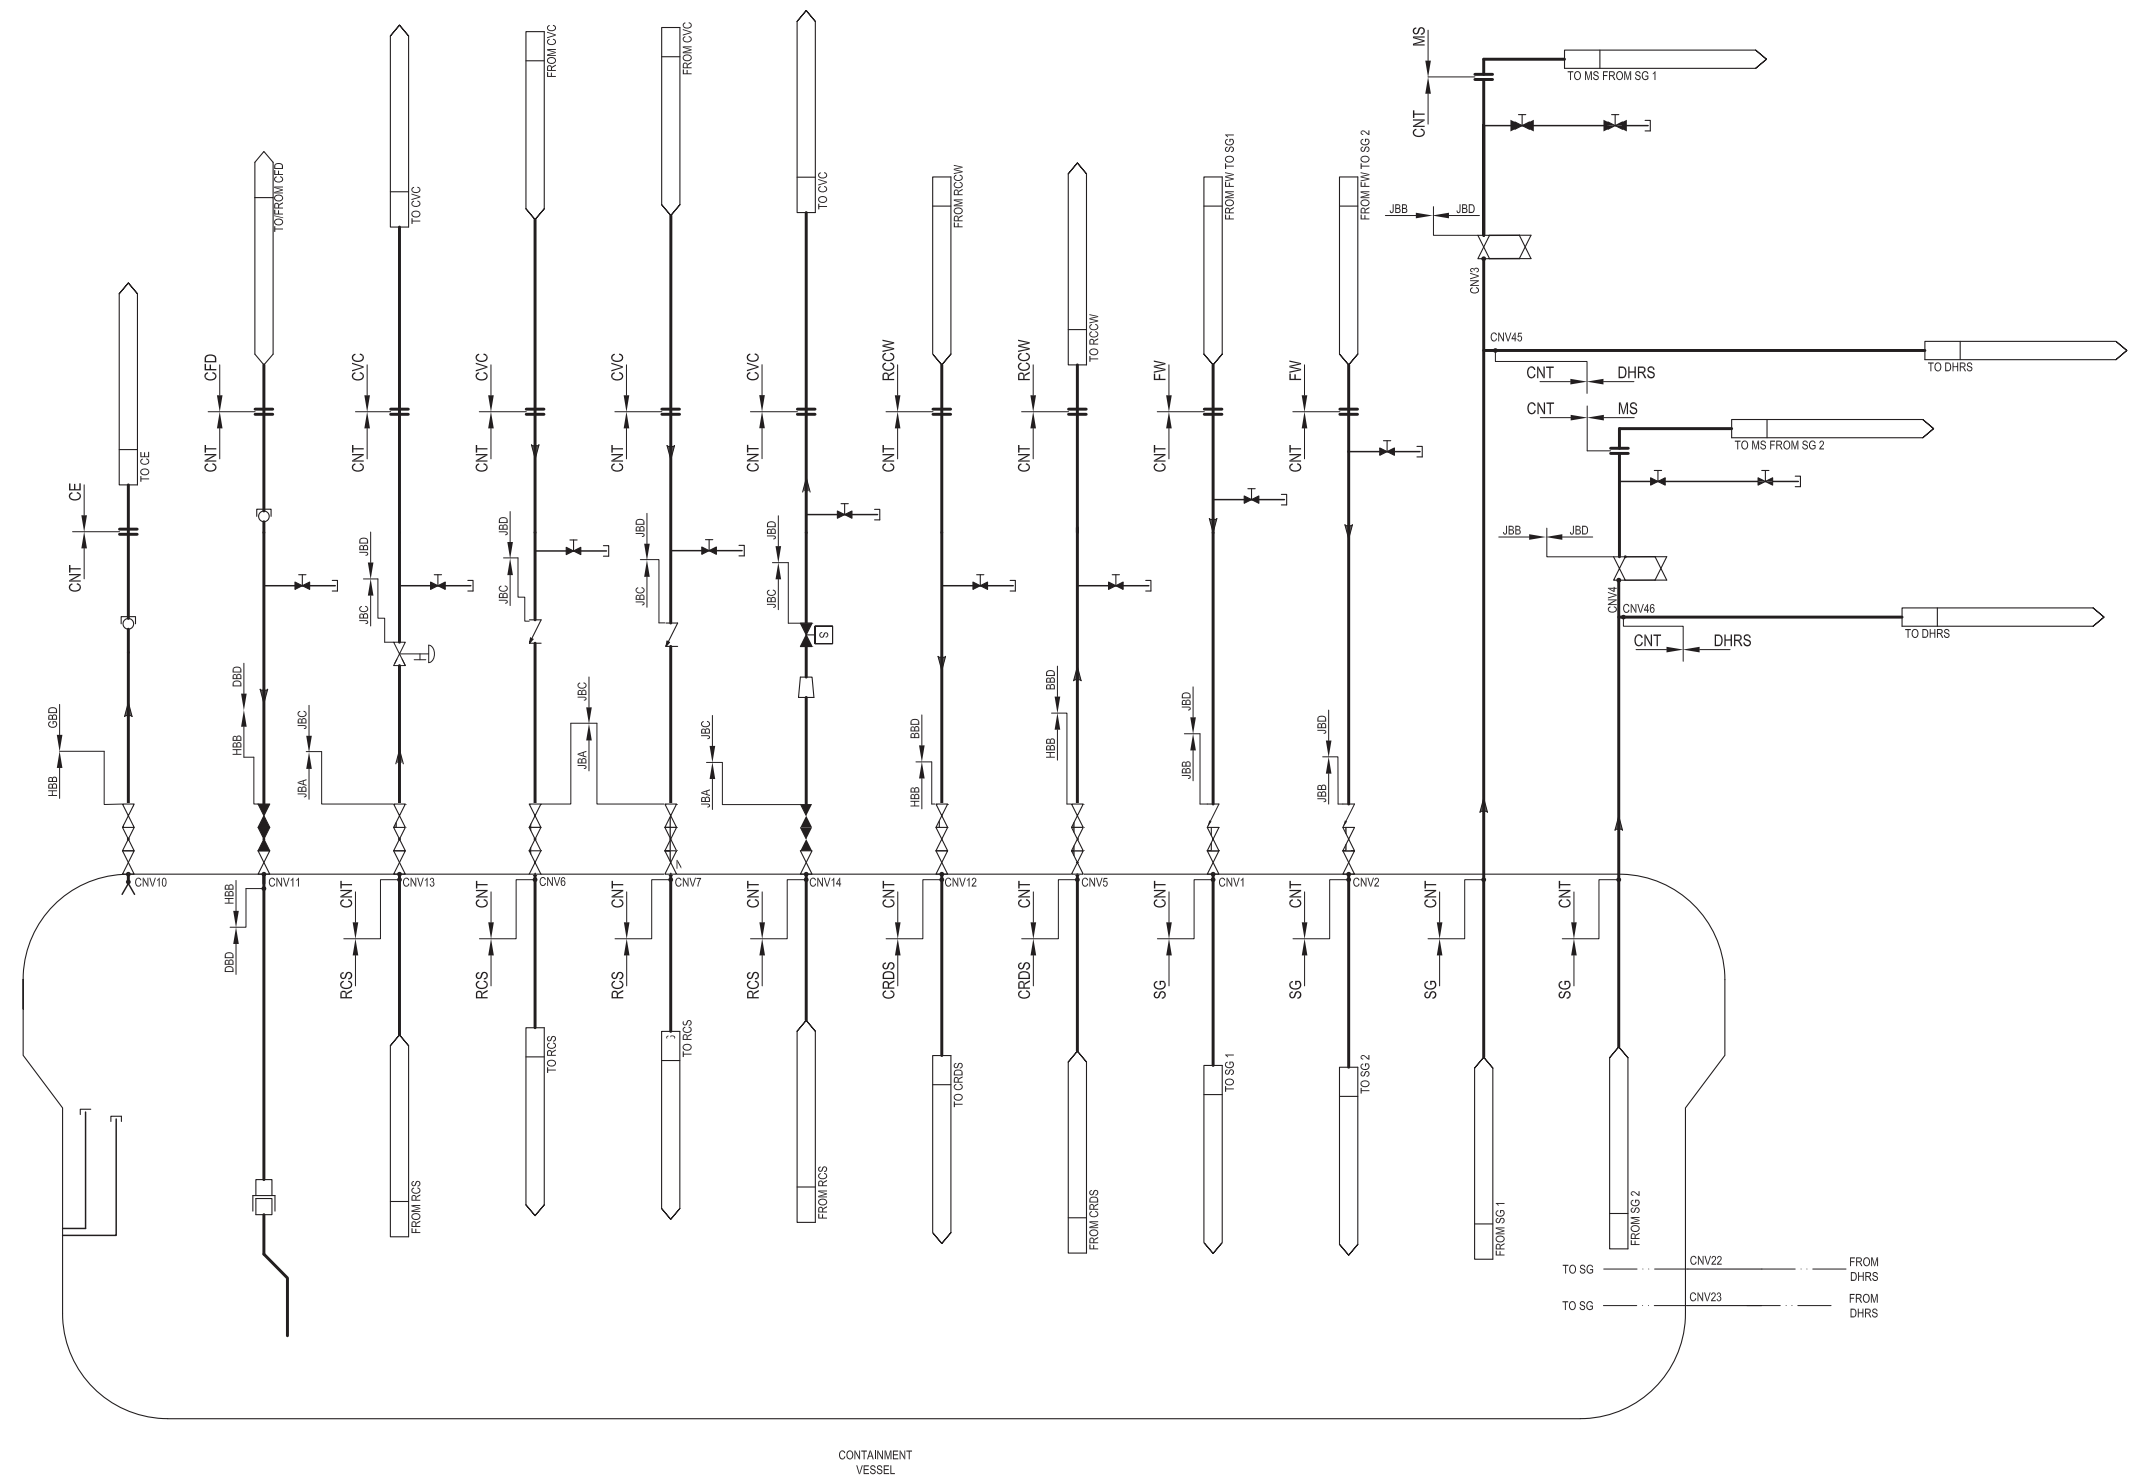 MS
TO MS FROM SG 1
CNT
FROM CVC
FROM CVC
TO CVC
TO CVC
TO/FROM CFD
FROM RCCW
TO RCCW
FROM FW TO SG1
FROM FW TO SG 2
JBB
JBD
CNV3
CNV45
TO DHRS
CNT
DHRS
CNT
MS
TO MS FROM SG 2
CFD
CVC
CVC
CVC
CVC
RCCW
RCCW
FW
FW
CNT
CNT
CNT
CNT
CNT
CNT
CNT
CNT
CNT
TO CE
CE
CNT
JBD
JBC
JBD
JBC
JBD
JBC
JBD
JBC
S
JBB
JBD
CNV4
CNV46
TO DHRS
CNT
DHRS
GBD
HBB
DBD
HBB
JBC
JBA
JBC
JBA
JBC
JBA
BBD
HBB
BBD
HBB
JBD
JBB
JBD
JBB
CNV10
CNV11
CNV13
CNV6
CNV7
CNV14
CNV12
CNV5
CNV1
CNV2
HBB
DBD
CNT
RCS
CNT
RCS
CNT
RCS
CNT
RCS
CNT
CRDS
CNT
CRDS
CNT
SG
CNT
SG
CNT
SG
CNT
SG
FROM RCS
TO RCS
TO RCS
FROM RCS
TO CRDS
FROM CRDS
TO SG 1
TO SG 2
FROM SG 1
FROM SG 2
TO SG
CNV22
FROM
DHRS
TO SG
CNV23
FROM
DHRS
CONTAINMENT
VESSEL